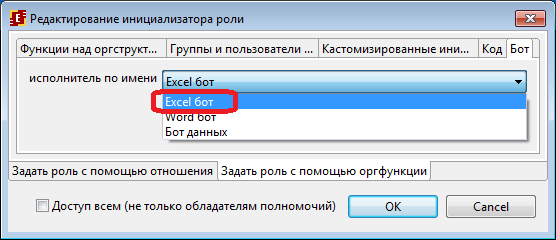 Редактирование инициализатора роли
Функции над оргструкт... Группы и пользователи ... Кастомизированные ини... Код Бот
исполнитель по имени Excel бот
Excel бот
Word бот
Бот данных
Задать роль с помощью отношения Задать роль с помощью оргфункции
Доступ всем (не только обладателям полномочий) OK Cancel